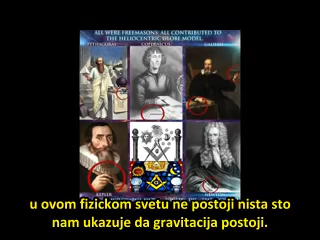 ALL WERE FREEMASONS: ALL CONTRIBUTED TO
THE HELIOCENTRIC GLOBE MODEL.
PYTHAGORAS COPERNICUS GALILEO
KEPLER NEWTON
u ovom fizickom svetu ne postoji nista sto
nam ukazuje da gravitacija postoji.